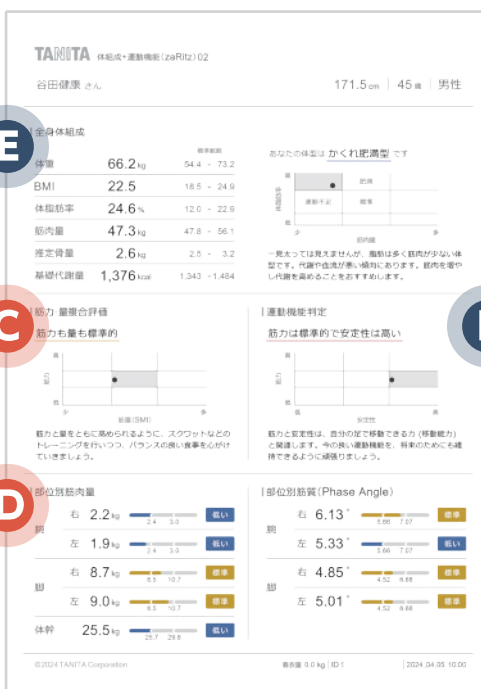 TANITA 体組成+運動機能(zaRitz)02
谷田健康 さん 171.5cm 45歳 男性
E
全身体組成
標準範囲
体重 66.2kg 54.4 - 73.2
BMI 22.5 18.5 - 24.9
体脂肪率 24.6% 12.0 - 22.9
筋肉量 47.3kg 47.8 - 56.1
推定骨量 2.6kg 2.5 - 3.2
基礎代謝量 1,376kcal 1,343 -1,484
あなたの体型は かくれ肥満型 です
高
肥満
体脂肪率
運動不足 標準
低
少 多
筋肉量
一見太っては見えませんが、脂肪は多く筋肉が少ない体
型です。代謝や血流が悪い傾向にあります。筋肉を増や
し代謝を高めることをおすすめします。
C
筋力・量複合評価
筋力も量も標準的
高
筋力
低
少 多
筋量(SMI)
筋力と量をともに高められるように、スクワットなどの
トレーニングを行いつつ、バランスの良い食事を心がけ
ていきましょう。
運動機能判定
筋力は標準的で安定性は高い
高
筋力
低
低 高
安定性
筋力と安定性は、自分の足で移動できる力(移動能力)
と関連します。今の良い運動機能を、将来のためにも維
持できるように頑張りましょう。
D
部位別筋肉量
腕
右 2.2kg 2.4 3.0 低い
左 1.9kg 2.4 3.0 低い
脚
右 8.7kg 8.5 10.7 標準
左 9.0kg 8.5 10.7 標準
体幹 25.5kg 25.7 29.8 低い
部位別筋質(Phase Angle)
腕
右 6.13° 5.66 7.07 標準
左 5.33° 5.66 7.07 低い
脚
右 4.85° 4.52 6.68 標準
左 5.01° 4.52 6.68 標準
©2024 TANITA Corporation 着衣量 0.0 kg ID 1 2024.04.05 10:00